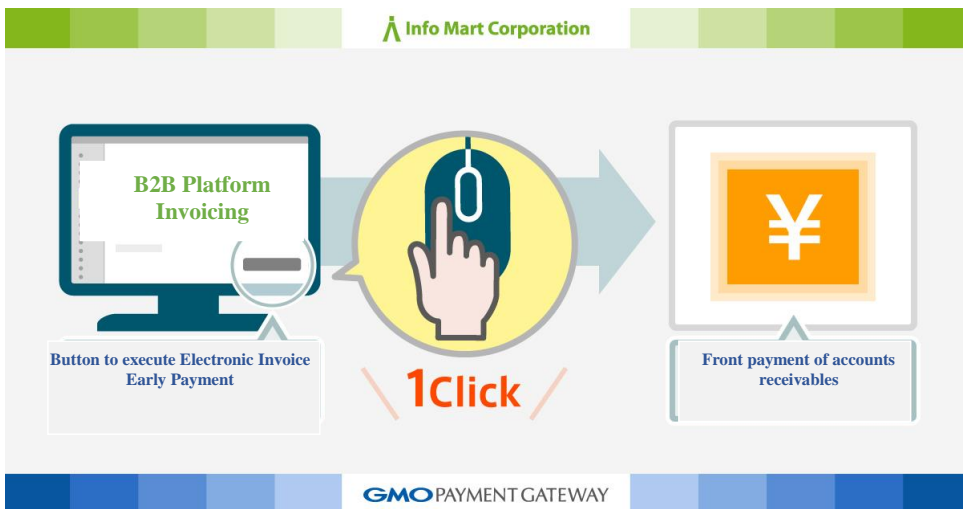 Info Mart Corporation
B2B Platform
Invoicing
Button to execute Electronic Invoice
Early Payment
1Click
¥
Front payment of accounts
receivables
GMO PAYMENT GATEWAY